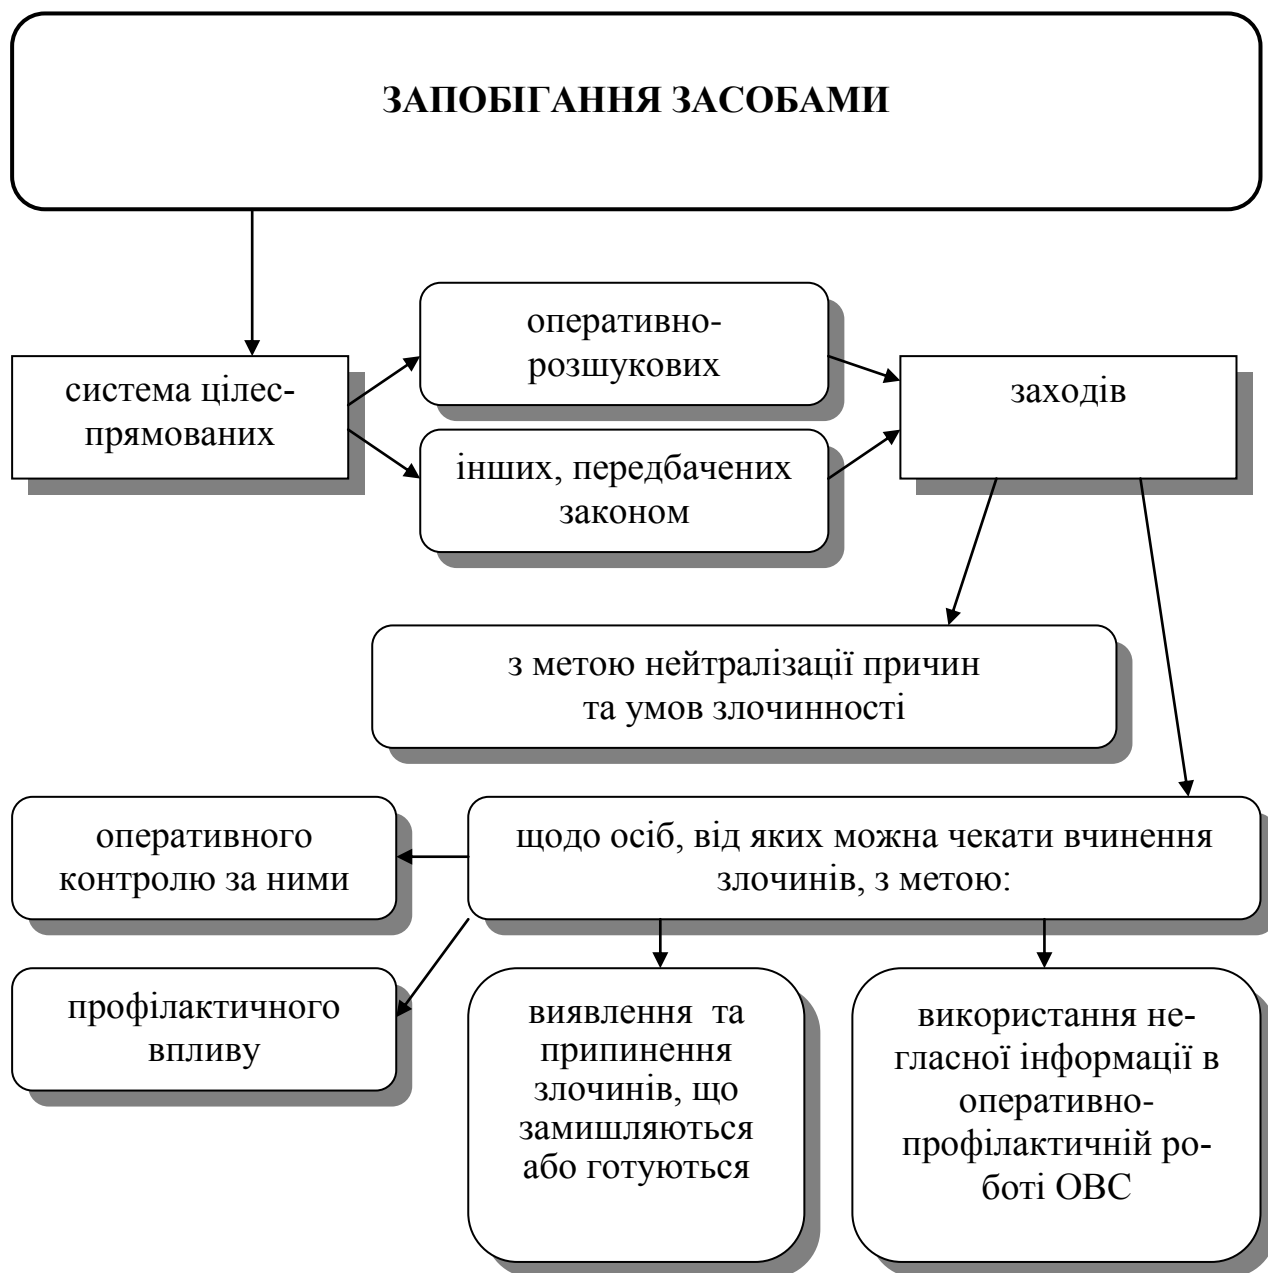 ЗАПОБІГАННЯ ЗАСОБАМИ
оперативно-
розшукових
система цілес-
прямованих
заходів
інших, передбачених
законом
з метою нейтралізації причин
та умов злочинності
оперативного
контролю за ними
щодо осіб, від яких можна чекати вчинення
злочинів, з метою:
профілактичного
впливу
виявлення та
припинення
злочинів, що
замишляються
або готуються
використання не-
гласної інформації в
оперативно-
профілактичній ро-
боті ОВС